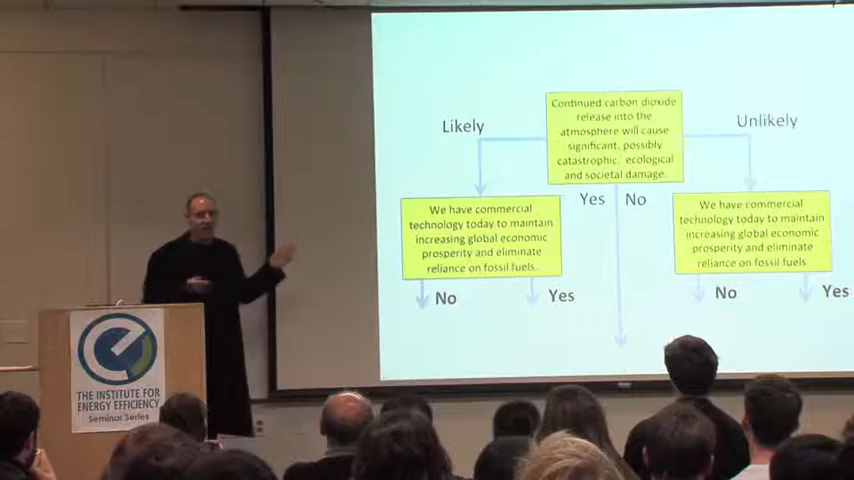 Continued carbon dioxide
release into the
atmosphere will cause
significant, possibly
catastrophic, ecological
and societal damage.
Likely
Unlikely
Yes
No
We have commercial
technology today to maintain
increasing global economic
prosperity and eliminate
reliance on fossil fuels.
No
Yes
We have commercial
technology today to maintain
increasing global economic
prosperity and eliminate
reliance on fossil fuels
No
Yes
THE INSTITUTE FOR
ENERGY EFFICIENCY
Seminar Series